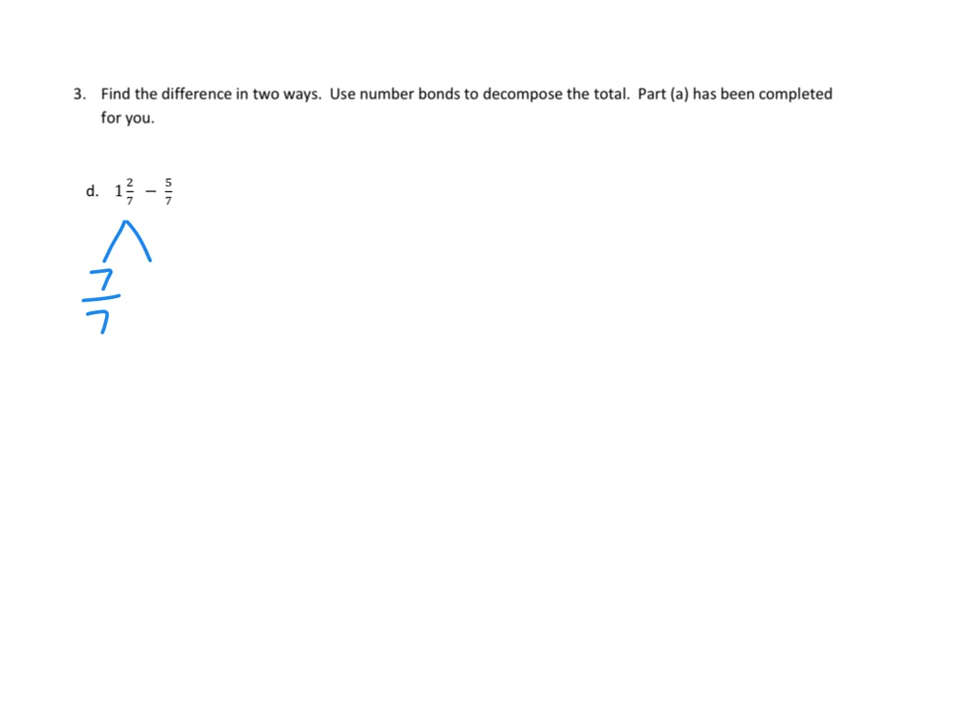 3. Find the difference in two ways. Use number bonds to decompose the total. Part (a) has been completed
for you.
d. 1 2/7 − 5/7
7/7